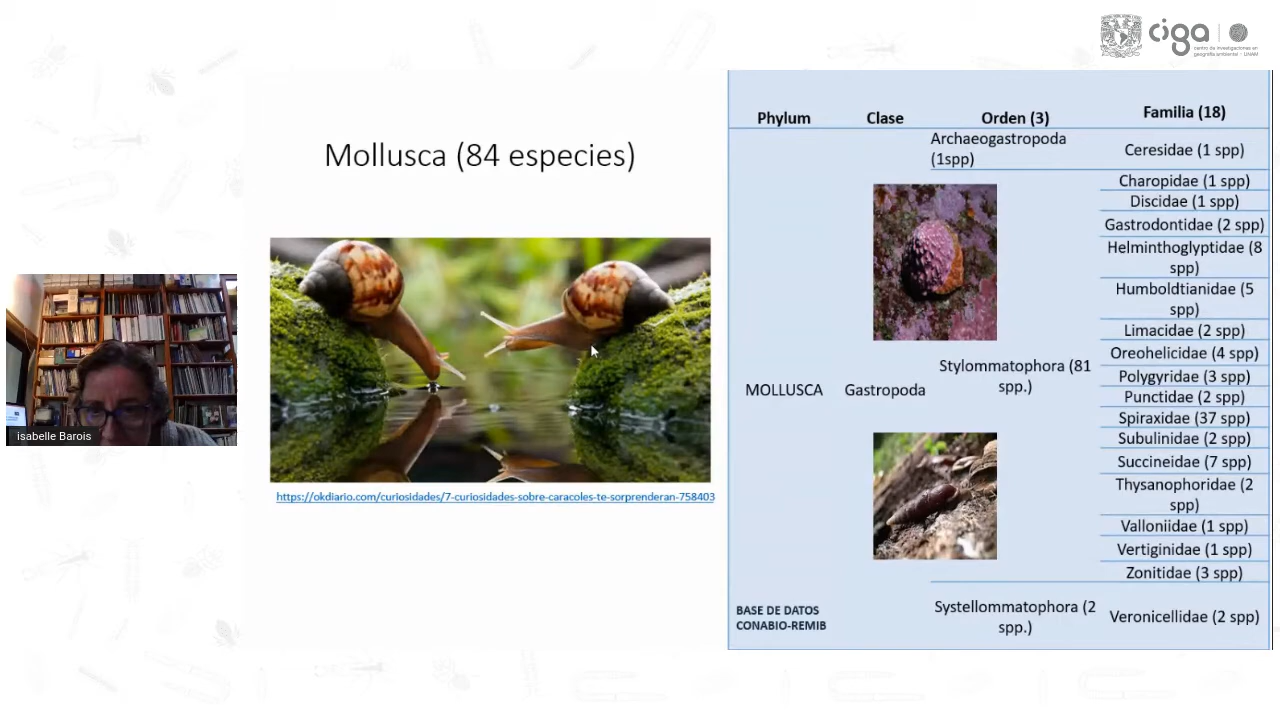 ciga
centro de investigaciones en
geografía ambiental - UNAM
Mollusca (84 especies)
https://okdiario.com/curiosidades/7-curiosidades-sobre-caracoles-te-sorprenderan-758403
isabelle Barois
Phylum Clase Orden (3) Familia (18)
Archaeogastropoda
(1spp)
Ceresidae (1 spp)
Charopidae (1 spp)
Discidae (1 spp)
Gastrodontidae (2 spp)
Helminthoglyptidae (8
spp)
Humboldtianidae (5
spp)
Limacidae (2 spp)
Oreohelicidae (4 spp)
MOLLUSCA Gastropoda
Stylommatophora (81
spp.)
Polygyridae (3 spp)
Punctidae (2 spp)
Spiraxidae (37 spp)
Subulinidae (2 spp)
Succineidae (7 spp)
Thysanophoridae (2
spp)
Valloniidae (1 spp)
Vertiginidae (1 spp)
Zonitidae (3 spp)
BASE DE DATOS
CONABIO-REMIB
Systellommatophora (2
spp.)
Veronicellidae (2 spp)